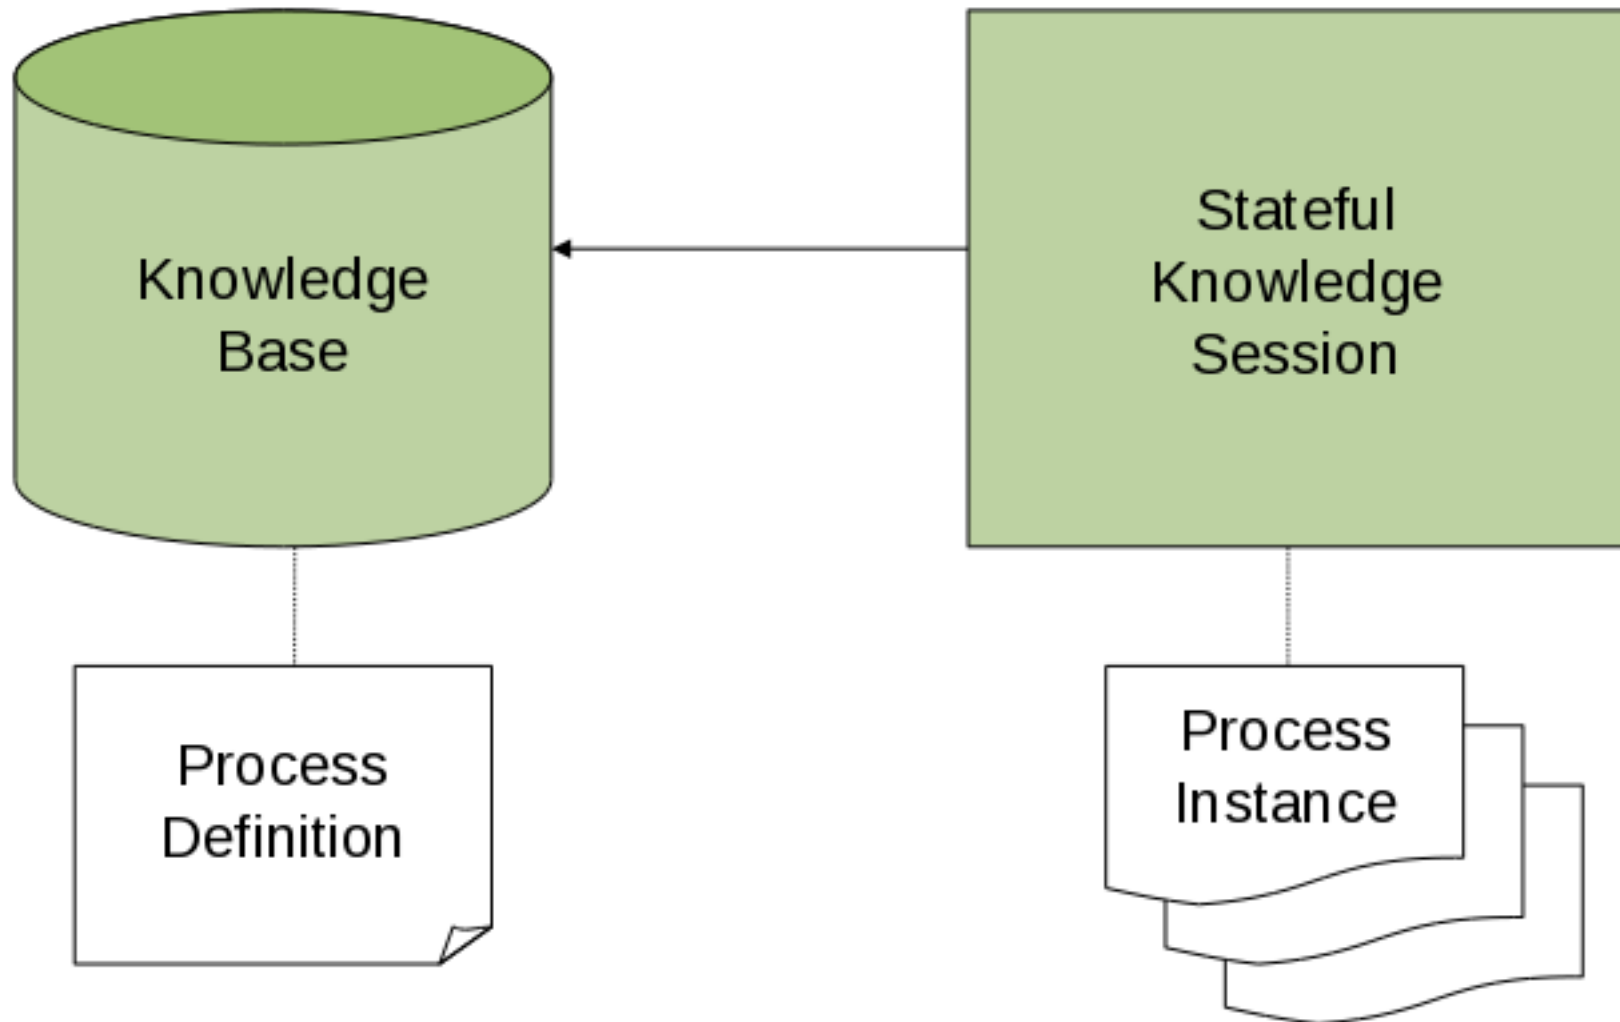 Knowledge
Base
Stateful
Knowledge
Session
Process
Definition
Process
Instance